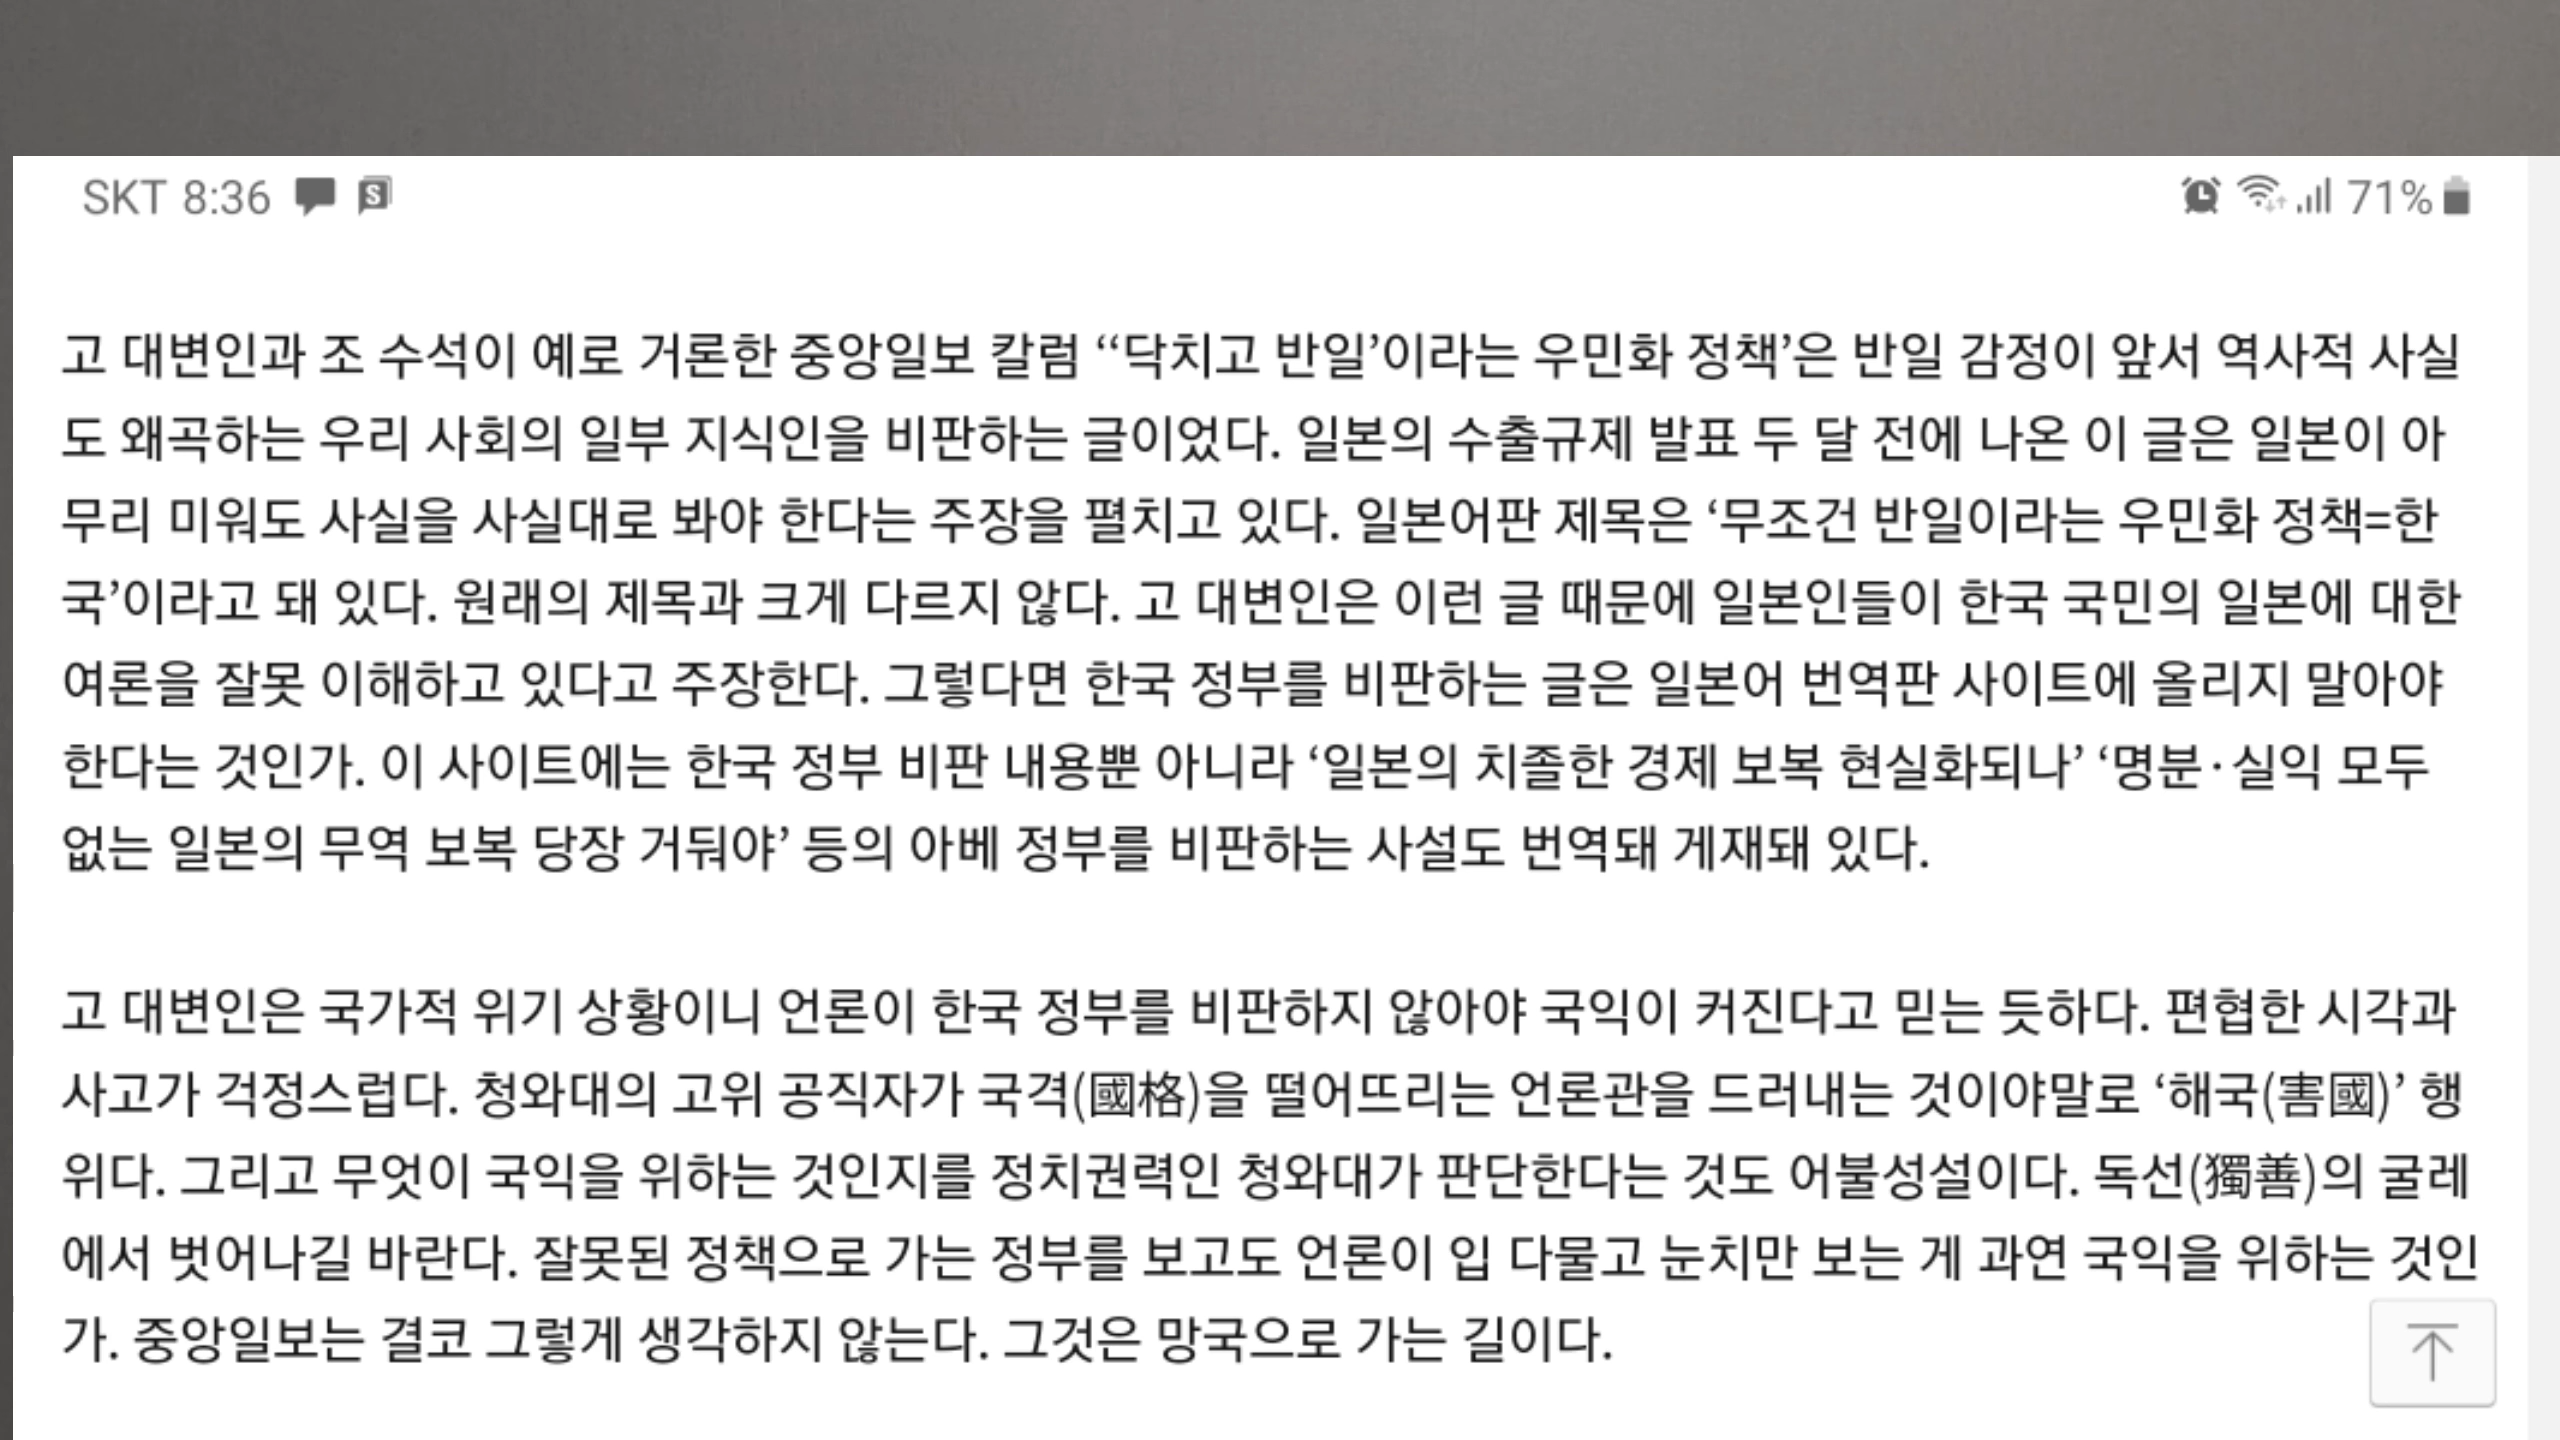 SKT 8:36
71%
고 대변인과 조 수석이 예로 거론한 중앙일보 칼럼 ‘‘닥치고 반일’이라는 우민화 정책’은 반일 감정이 앞서 역사적 사실
도 왜곡하는 우리 사회의 일부 지식인을 비판하는 글이었다. 일본의 수출규제 발표 두 달 전에 나온 이 글은 일본이 아
무리 미워도 사실을 사실대로 봐야 한다는 주장을 펼치고 있다. 일본어판 제목은 ‘무조건 반일이라는 우민화 정책=한
국’이라고 돼 있다. 원래의 제목과 크게 다르지 않다. 고 대변인은 이런 글 때문에 일본인들이 한국 국민의 일본에 대한
여론을 잘못 이해하고 있다고 주장한다. 그렇다면 한국 정부를 비판하는 글은 일본어 번역판 사이트에 올리지 말아야
한다는 것인가. 이 사이트에는 한국 정부 비판 내용뿐 아니라 ‘일본의 치졸한 경제 보복 현실화되나’ ‘명분·실익 모두
없는 일본의 무역 보복 당장 거둬야’ 등의 아베 정부를 비판하는 사설도 번역돼 게재돼 있다.
고 대변인은 국가적 위기 상황이니 언론이 한국 정부를 비판하지 않아야 국익이 커진다고 믿는 듯하다. 편협한 시각과
사고가 걱정스럽다. 청와대의 고위 공직자가 국격(國格)을 떨어뜨리는 언론관을 드러내는 것이야말로 ‘해국(害國)’ 행
위다. 그리고 무엇이 국익을 위하는 것인지를 정치권력인 청와대가 판단한다는 것도 어불성설이다. 독선(獨善)의 굴레
에서 벗어나길 바란다. 잘못된 정책으로 가는 정부를 보고도 언론이 입 다물고 눈치만 보는 게 과연 국익을 위하는 것인
가. 중앙일보는 결코 그렇게 생각하지 않는다. 그것은 망국으로 가는 길이다.